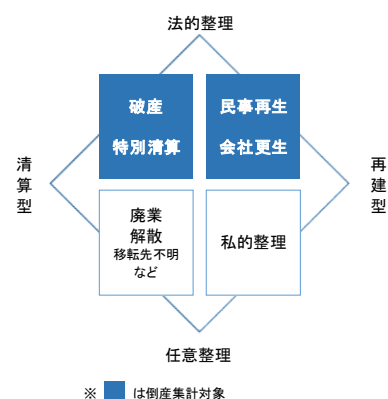 法的整理
破産
特別清算
民事再生
会社更生
清算型
再建型
廃業
解散
移転先不明
など
私的整理
任意整理
※ は倒産集計対象